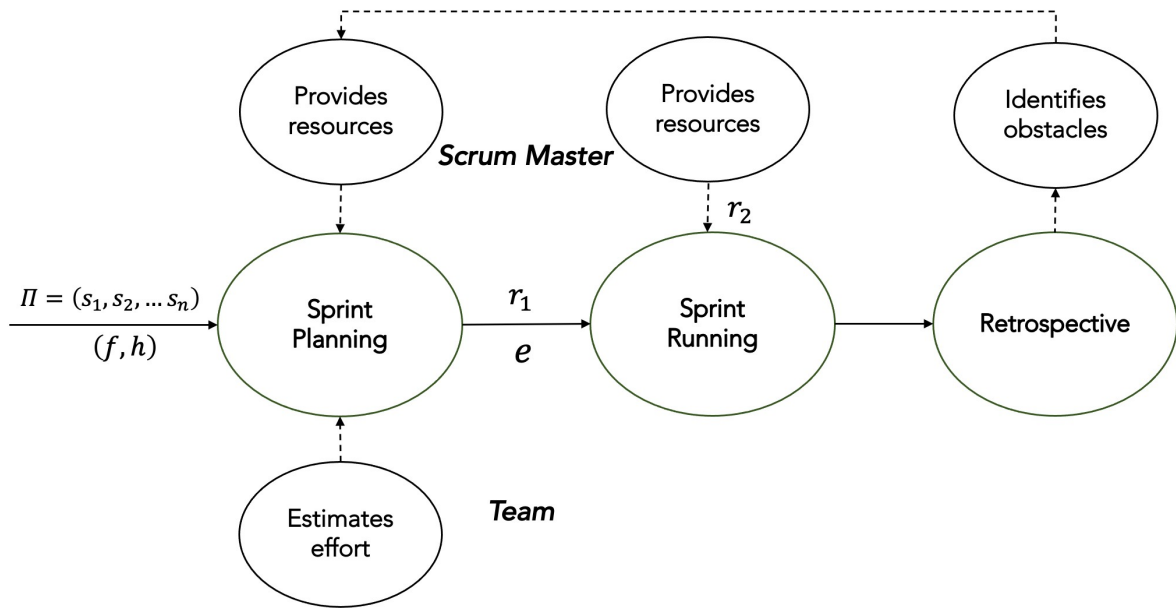 Provides
resources
Provides
resources
Identifies
obstacles
Scrum Master
r₂
Π = (s₁, s₂, … sₙ)
(f, h)
Sprint
Planning
r₁
e
Sprint
Running
Retrospective
Estimates
effort
Team